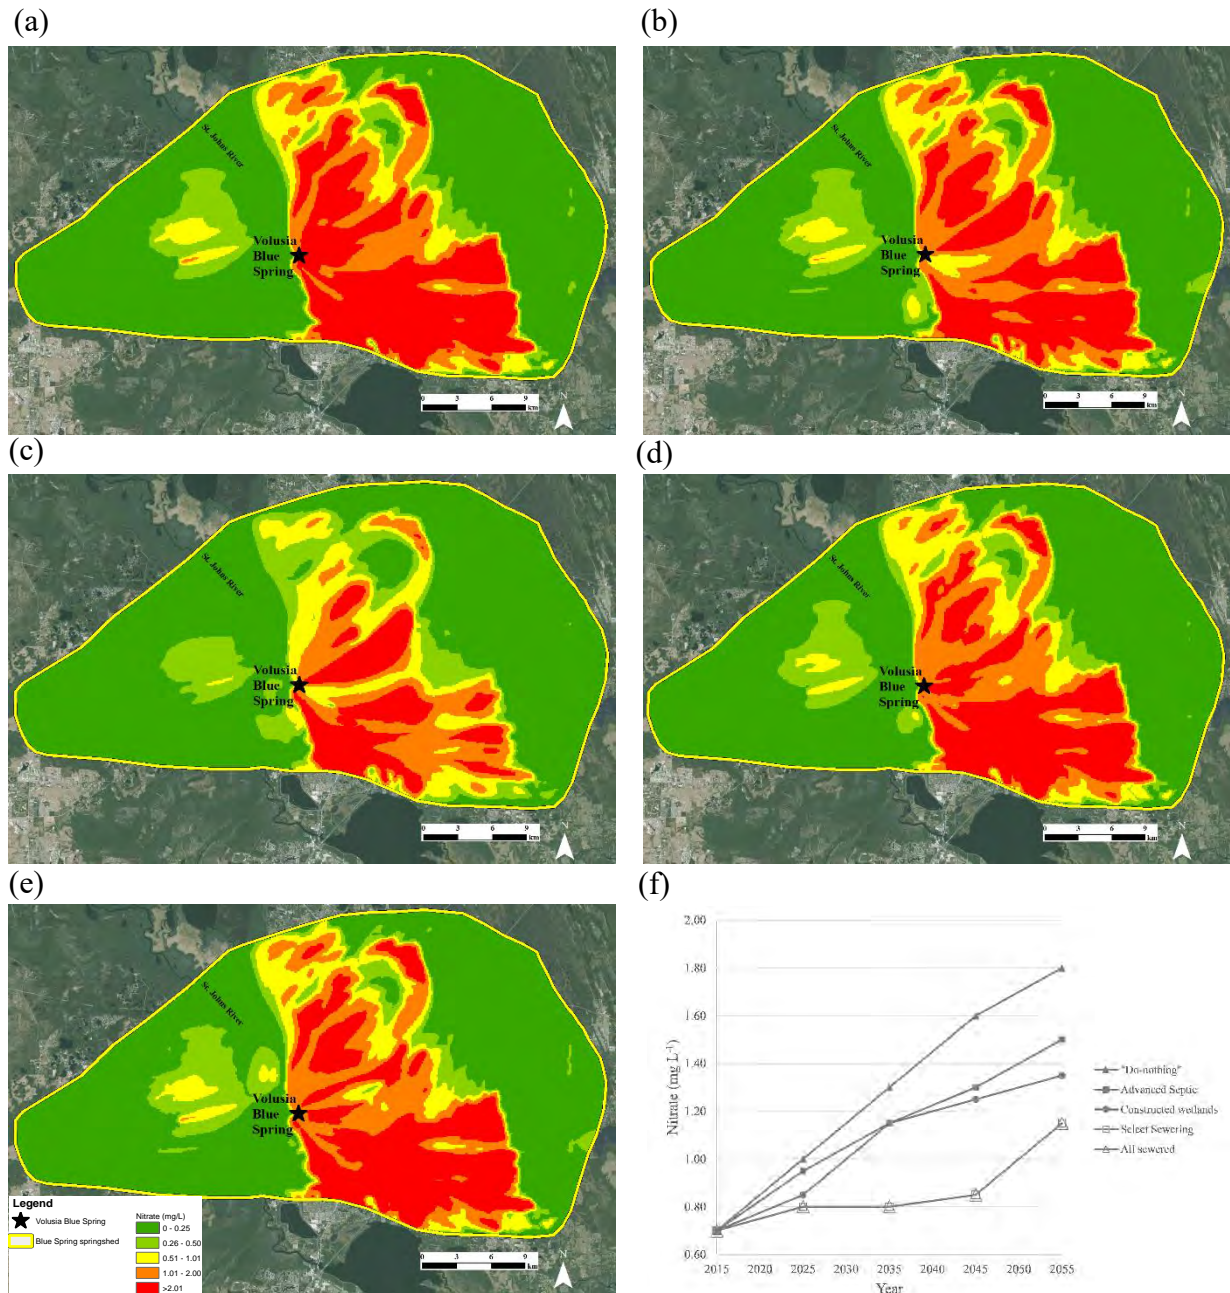 (a)
(b)
St. Johns River
Volusia
Blue
Spring
0 3 6 9
km
N
St. Johns River
Volusia
Blue
Spring
0 3 6 9
km
N
(c)
(d)
St. Johns River
Volusia
Blue
Spring
0 3 6 9
km
N
St. Johns River
Volusia
Blue
Spring
0 3 6 9
km
N
(e)
(f)
St. Johns River
Volusia
Blue
Spring
0 3 6 9
km
N
Legend
Volusia Blue Spring
Blue Spring springshed
Nitrate (mg/L)
0 - 0.25
0.26 - 0.50
0.51 - 1.01
1.01 - 2.00
>2.01
2.00
1.80
1.60
1.40
1.20
1.00
0.80
0.60
Nitrate (mg L⁻¹)
2015 2020 2025 2030 2035 2040 2045 2050 2055
Year
"Do-nothing"
Advanced Septic
Constructed wetlands
Select Sewering
All sewered